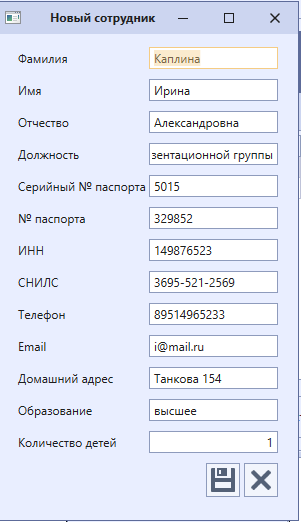 Новый сотрудник
Фамилия Каплина
Имя Ирина
Отчество Александровна
Должность зентационной группы
Серийный № паспорта 5015
№ паспорта 329852
ИНН 149876523
СНИЛС 3695-521-2569
Телефон 89514965233
Email i@mail.ru
Домашний адрес Танкова 154
Образование высшее
Количество детей 1